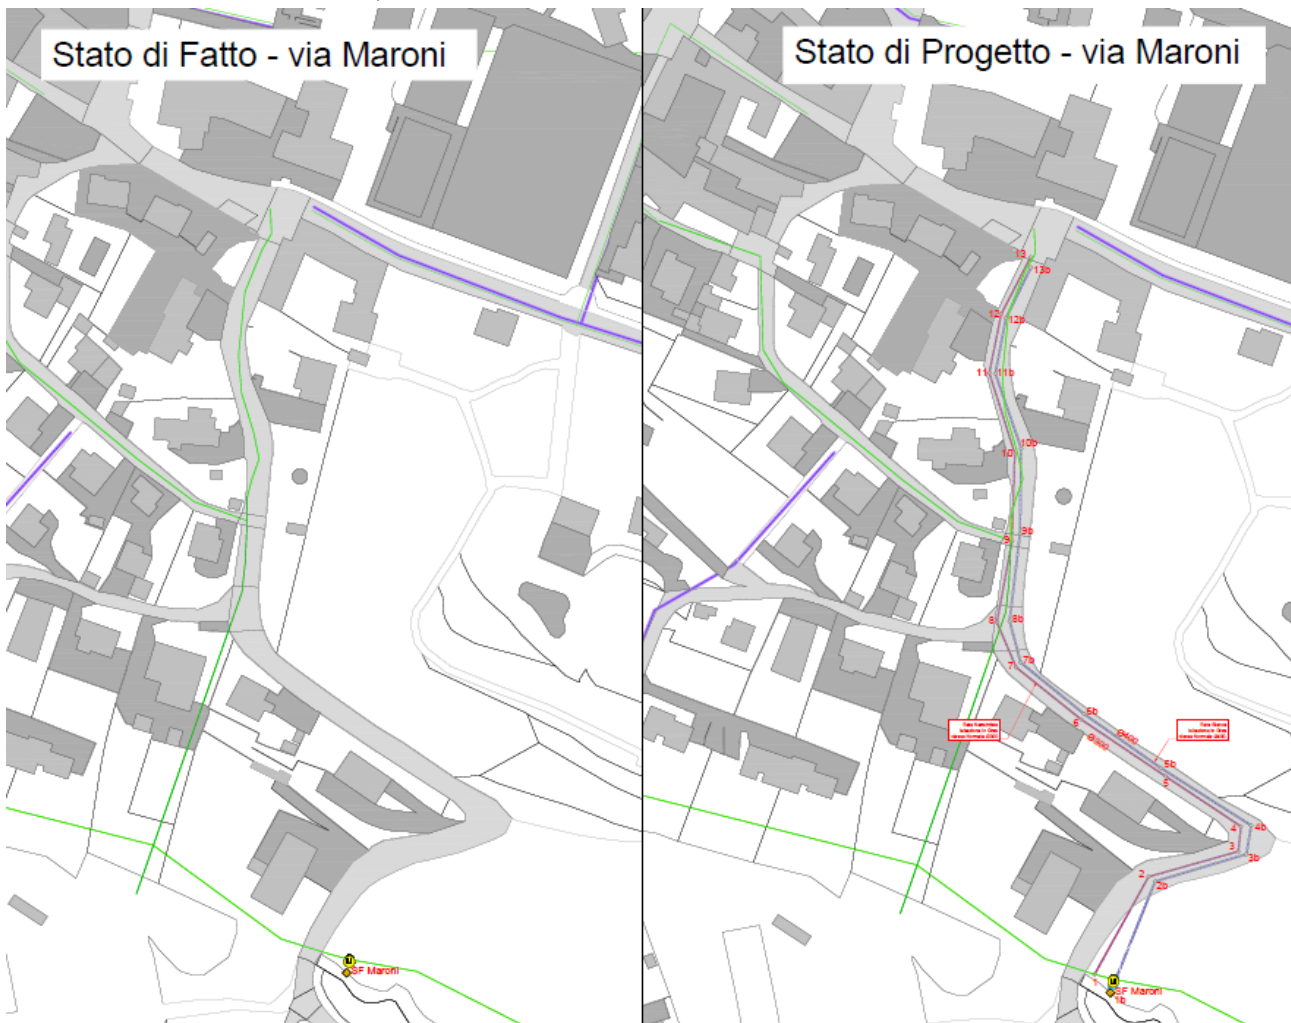 Stato di Fatto - via Maroni
Stato di Progetto - via Maroni
SF Maroni
13
13b
12
12b
11
11b
10b
10
9b
9
8
8b
7b
7
6b
6
Ø400
Ø300
5b
5
4
4b
3
3b
2
2b
1
SF Maroni
1b